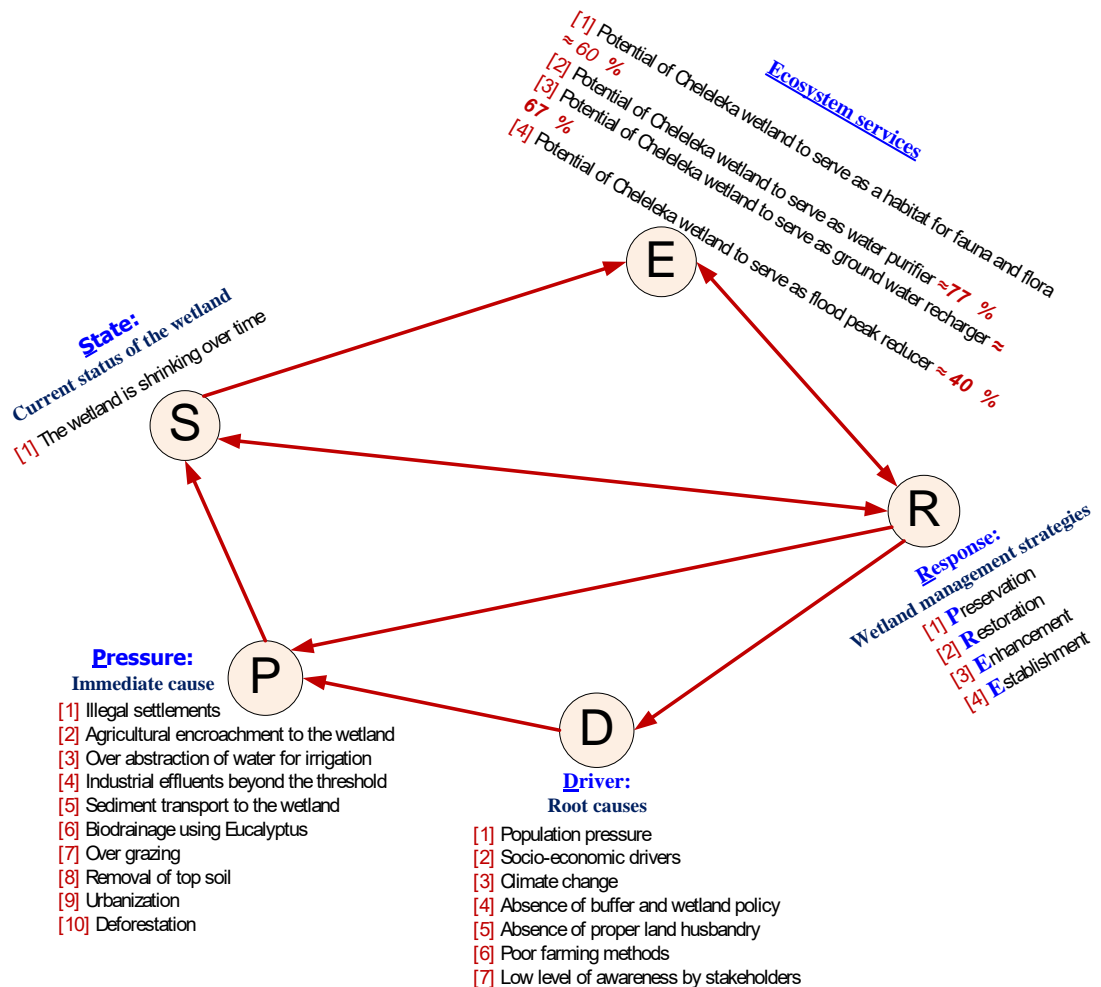 Ecosystem services
[1] Potential of Cheleleka wetland to serve as a habitat for fauna and flora
≈ 60 %
[2] Potential of Cheleleka wetland to serve as water purifier ≈77 %
[3] Potential of Cheleleka wetland to serve as ground water recharger ≈
67 %
[4] Potential of Cheleleka wetland to serve as flood peak reducer ≈ 40 %
E
State:
Current status of the wetland
[1] The wetland is shrinking over time
S
R
Response:
Wetland management strategies
[1] Preservation
[2] Restoration
[3] Enhancement
[4] Establishment
P
Pressure:
Immediate cause
[1] Illegal settlements
[2] Agricultural encroachment to the wetland
[3] Over abstraction of water for irrigation
[4] Industrial effluents beyond the threshold
[5] Sediment transport to the wetland
[6] Biodrainage using Eucalyptus
[7] Over grazing
[8] Removal of top soil
[9] Urbanization
[10] Deforestation
D
Driver:
Root causes
[1] Population pressure
[2] Socio-economic drivers
[3] Climate change
[4] Absence of buffer and wetland policy
[5] Absence of proper land husbandry
[6] Poor farming methods
[7] Low level of awareness by stakeholders